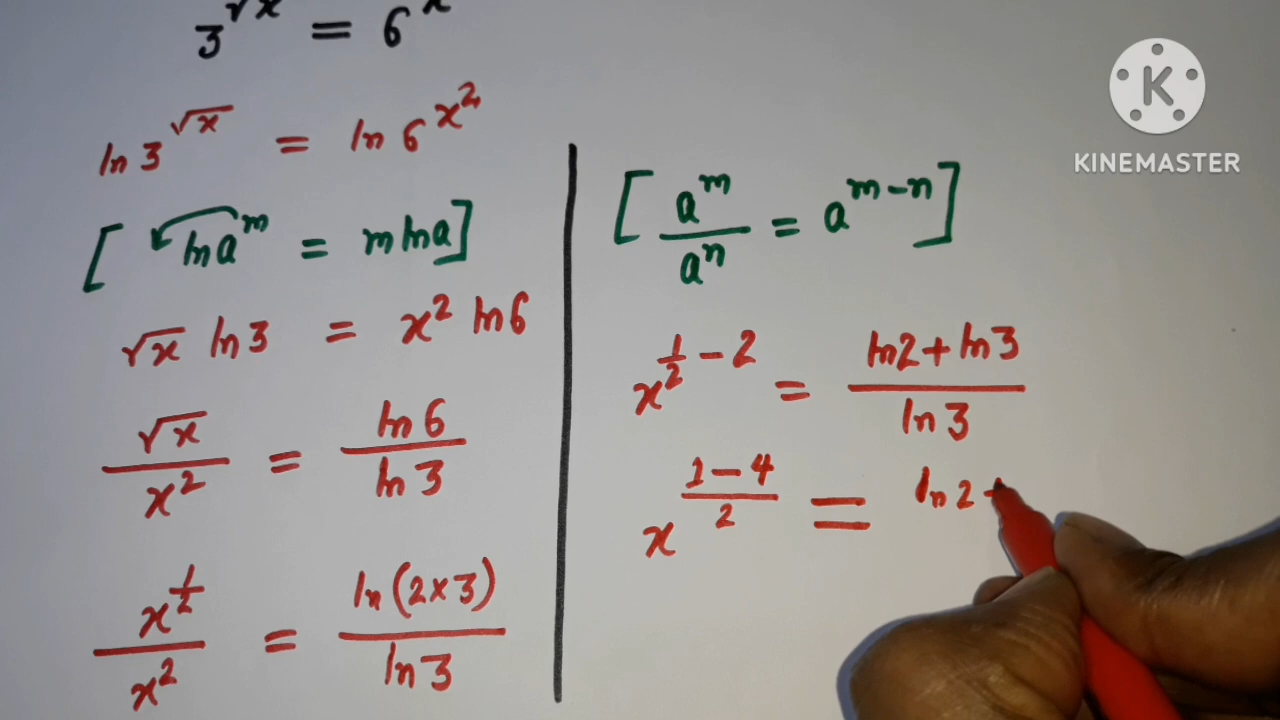 3^√x = 6^x
ln 3^√x = ln 6^x²
[ ln a^m = m ln a ]
√x ln 3 = x² ln 6
√x / x² = ln 6 / ln 3
x^(1/2) / x² = ln (2×3) / ln 3
[ a^m / a^n = a^m-n ]
x^(1/2 - 2) = ln 2 + ln 3 / ln 3
x^(1-4 / 2) = ln 2 +
KINEMASTER